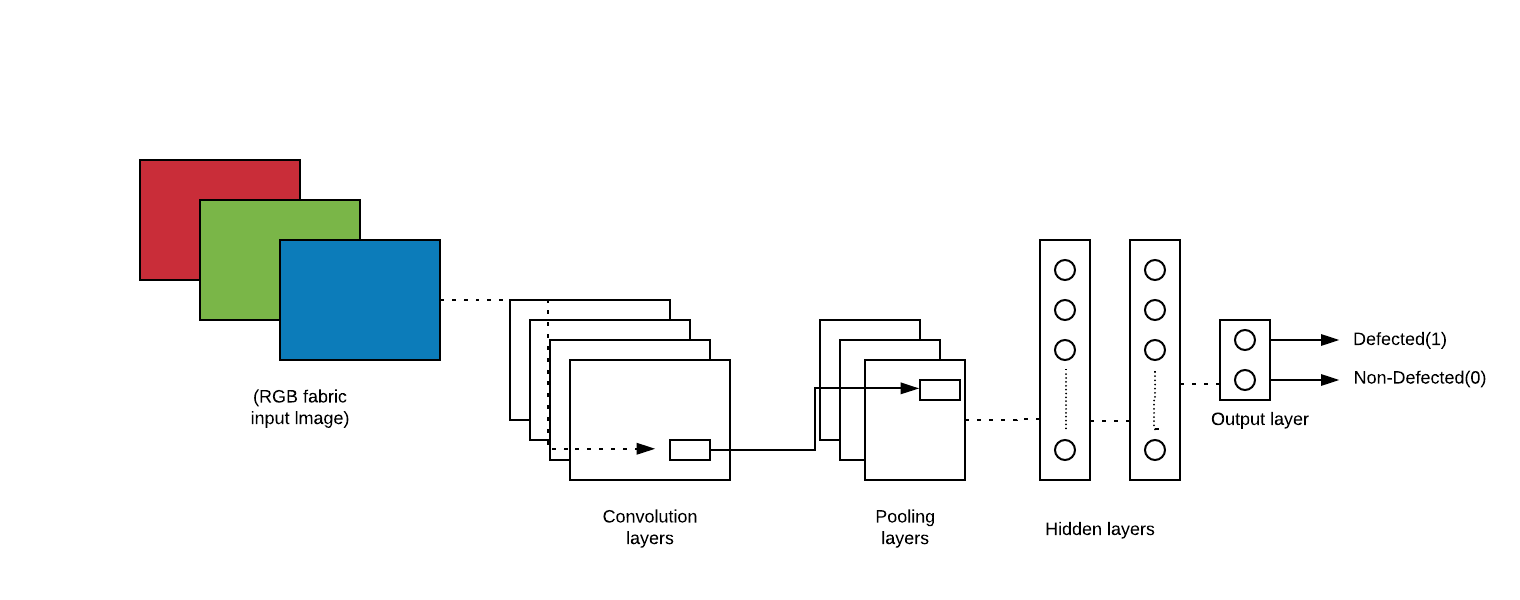 (RGB fabric
input Image)
Convolution
layers
Pooling
layers
Hidden layers
Output layer
Defected(1)
Non-Defected(0)